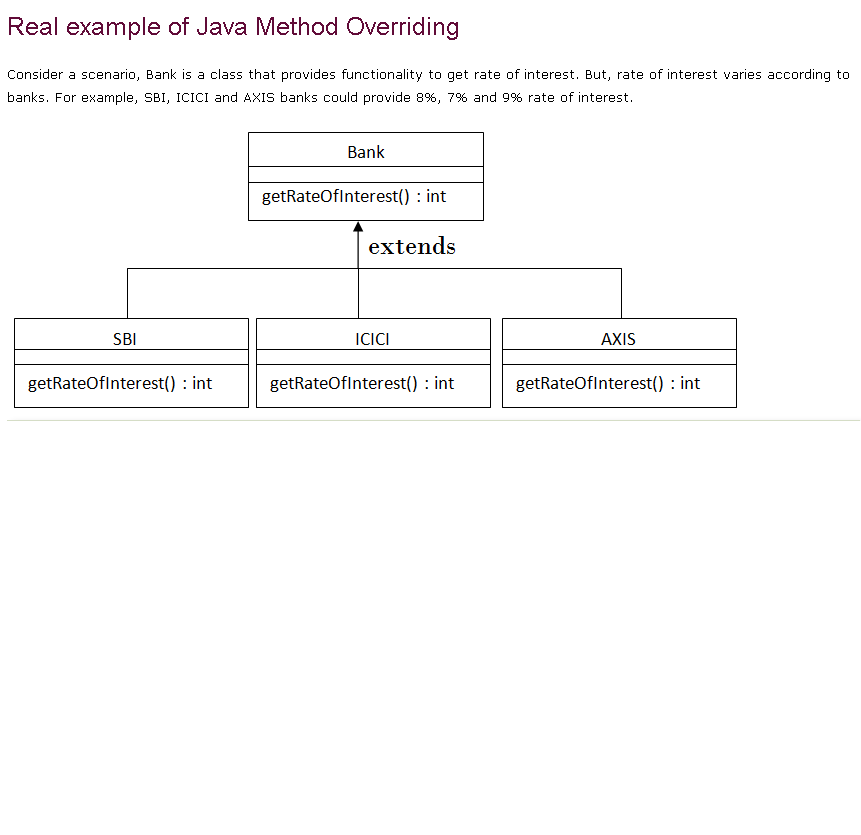 Real example of Java Method Overriding
Consider a scenario, Bank is a class that provides functionality to get rate of interest. But, rate of interest varies according to
banks. For example, SBI, ICICI and AXIS banks could provide 8%, 7% and 9% rate of interest.
Bank
getRateOfInterest() : int
extends
SBI
getRateOfInterest() : int
ICICI
getRateOfInterest() : int
AXIS
getRateOfInterest() : int